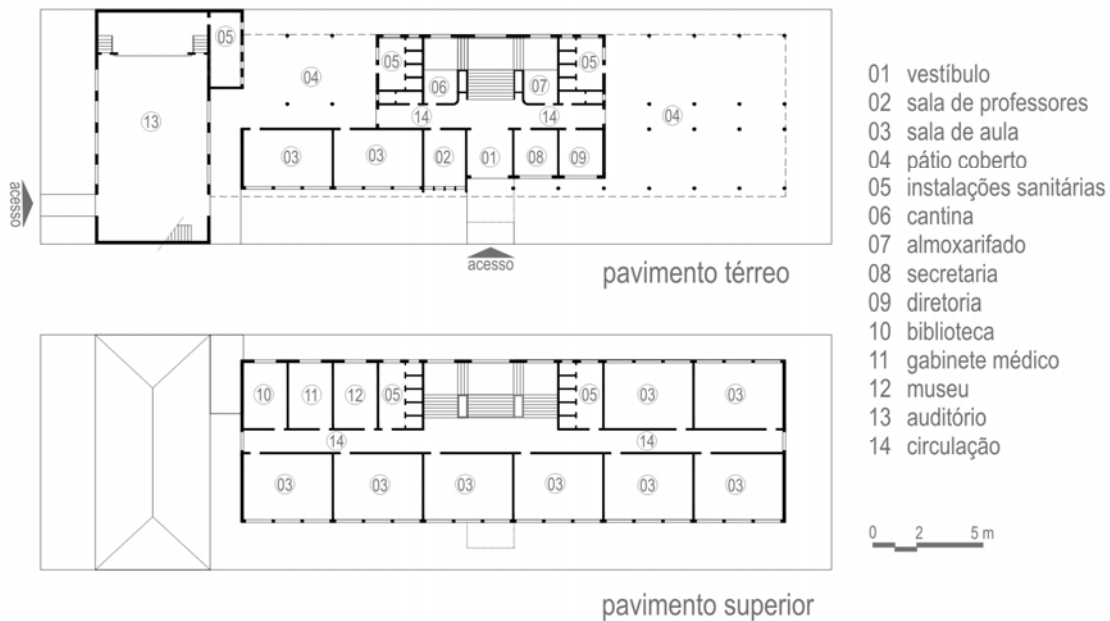 05
04
05
06
07
05
04
13
14
14
03
03
02
01
08
09
acesso
acesso
pavimento térreo
10
11
12
05
05
03
03
14
14
03
03
03
03
03
03
pavimento superior
01 vestíbulo
02 sala de professores
03 sala de aula
04 pátio coberto
05 instalações sanitárias
06 cantina
07 almoxarifado
08 secretaria
09 diretoria
10 biblioteca
11 gabinete médico
12 museu
13 auditório
14 circulação
0 2 5 m